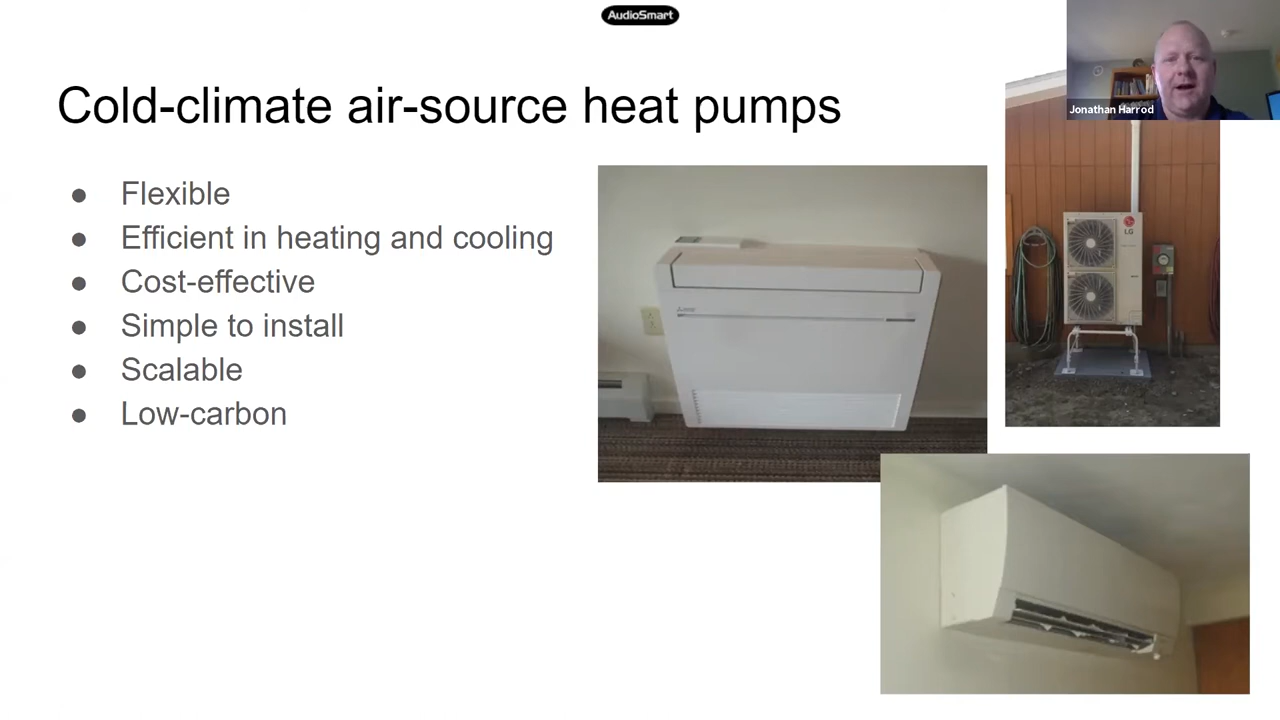 AudioSmart
Cold-climate air-source heat pumps
Jonathan Harrod
● Flexible
● Efficient in heating and cooling
● Cost-effective
● Simple to install
● Scalable
● Low-carbon
LG